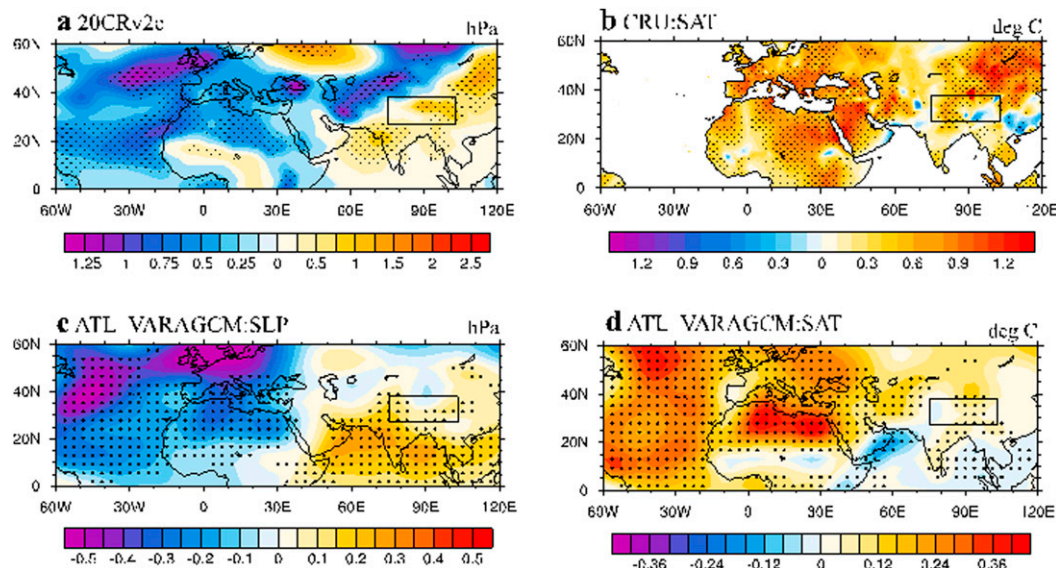 a 20CRv2c hPa
60N
40N
20N
0
60W 30W 0 30E 60E 90E 120E
1.25 1 0.75 0.5 0.25 0 0.5 1 1.5 2 2.5
b CRU:SAT deg C
60N
40N
20N
0
60W 30W 0 30E 60E 90E 120E
1.2 0.9 0.6 0.3 0 0.3 0.6 0.9 1.2
c ATL VARAGCM:SLP hPa
60N
40N
20N
0
60W 30W 0 30E 60E 90E 120E
-0.5 -0.4 -0.3 -0.2 -0.1 0 0.1 0.2 0.3 0.4 0.5
d ATL VARAGCM:SAT deg C
60N
40N
20N
0
60W 30W 0 30E 60E 90E 120E
-0.36 -0.24 -0.12 0 0.12 0.24 0.36